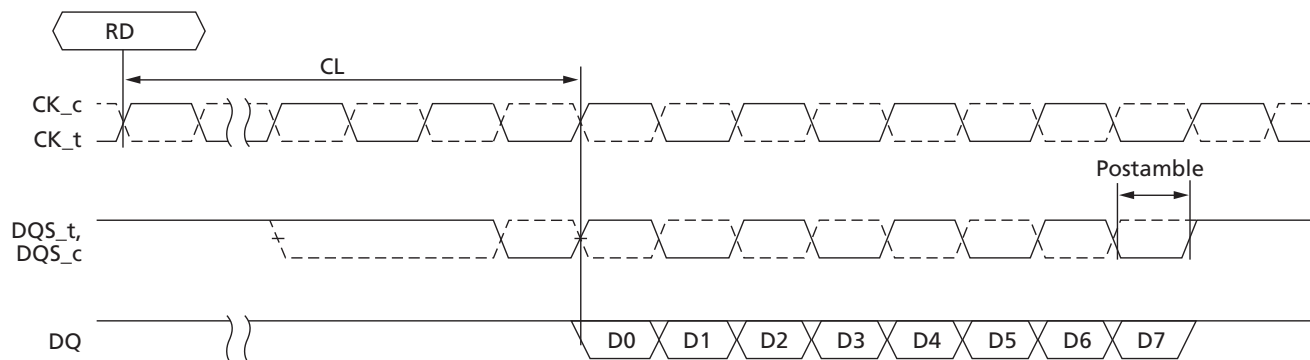 RD
CL
CK_c
CK_t
Postamble
DQS_t,
DQS_c
DQ
D0 D1 D2 D3 D4 D5 D6 D7